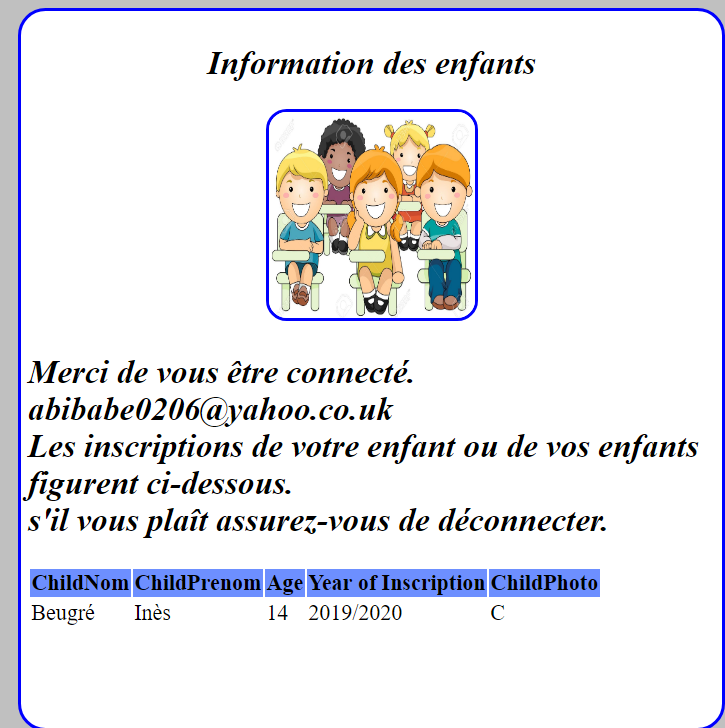 Information des enfants
Merci de vous être connecté.
abibabe0206@yahoo.co.uk
Les inscriptions de votre enfant ou de vos enfants
figurent ci-dessous.
s'il vous plaît assurez-vous de déconnecter.
ChildNom ChildPrenom Age Year of Inscription ChildPhoto
Beugré Inès 14 2019/2020 C